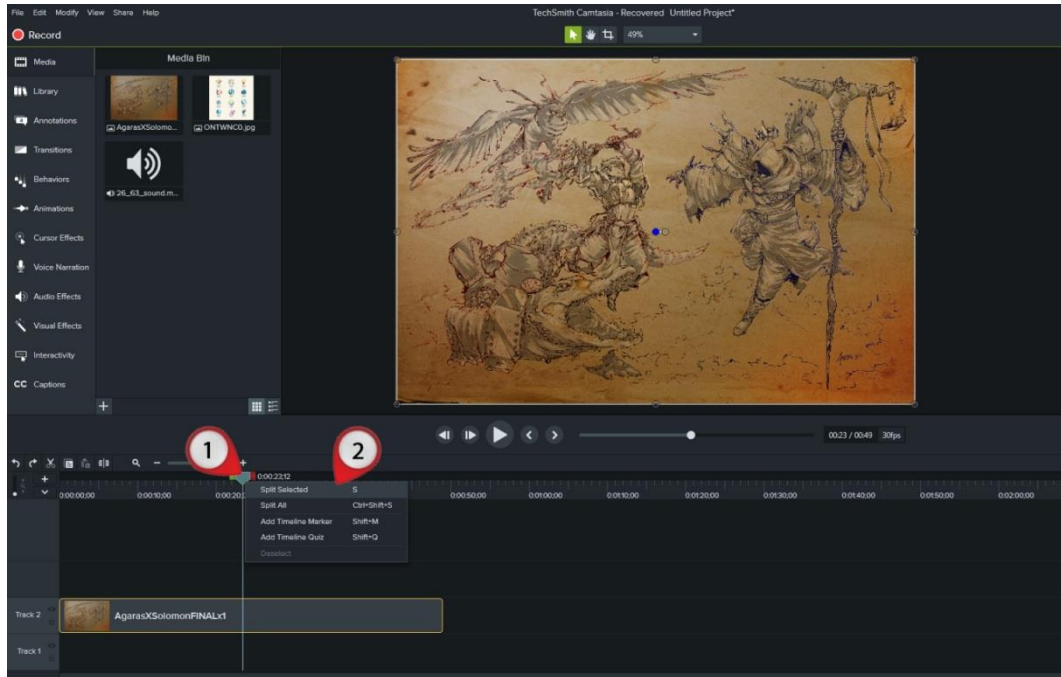 File Edit Modify View Share Help
TechSmith Camtasia - Recovered Untitled Project*
Record
49%
Media
Library
Annotations
Transitions
Behaviors
Animations
Cursor Effects
Voice Narration
Audio Effects
Visual Effects
Interactivity
CC Captions
Media Bin
AgarasXSolomo...
ONTWNC0.jpg
26_63_sound.m...
00:23 / 00:49 30fps
1
2
0:00:23;12
0:00:00;00 0:00:10;00 0:00:50;00 0:01:00;00 0:01:10;00 0:01:20;00 0:01:30;00 0:01:40;00 0:01:50;00 0:02:00;00
Split Selected S
Split All Ctrl+Shift+S
Add Timeline Marker Shift+M
Add Timeline Quiz Shift+Q
Deselect
Track 2
AgarasXSolomonFINALx1
Track 1